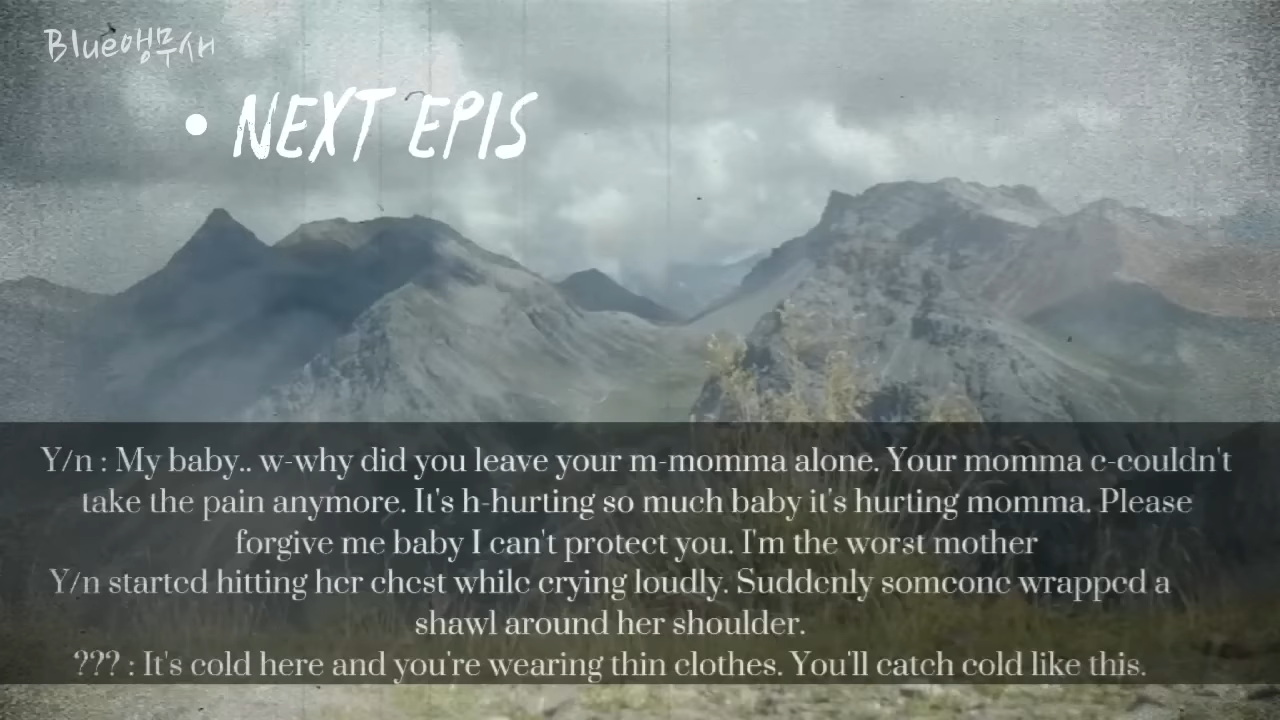 Blue앵무새
• NEXT EPIS
Y/n : My baby.. w-why did you leave your m-momma alone. Your momma c-couldn't
take the pain anymore. It's h-hurting so much baby it's hurting momma. Please
forgive me baby I can't protect you. I'm the worst mother
Y/n started hitting her chest while crying loudly. Suddenly someone wrapped a
shawl around her shoulder.
??? : It's cold here and you're wearing thin clothes. You'll catch cold like this.